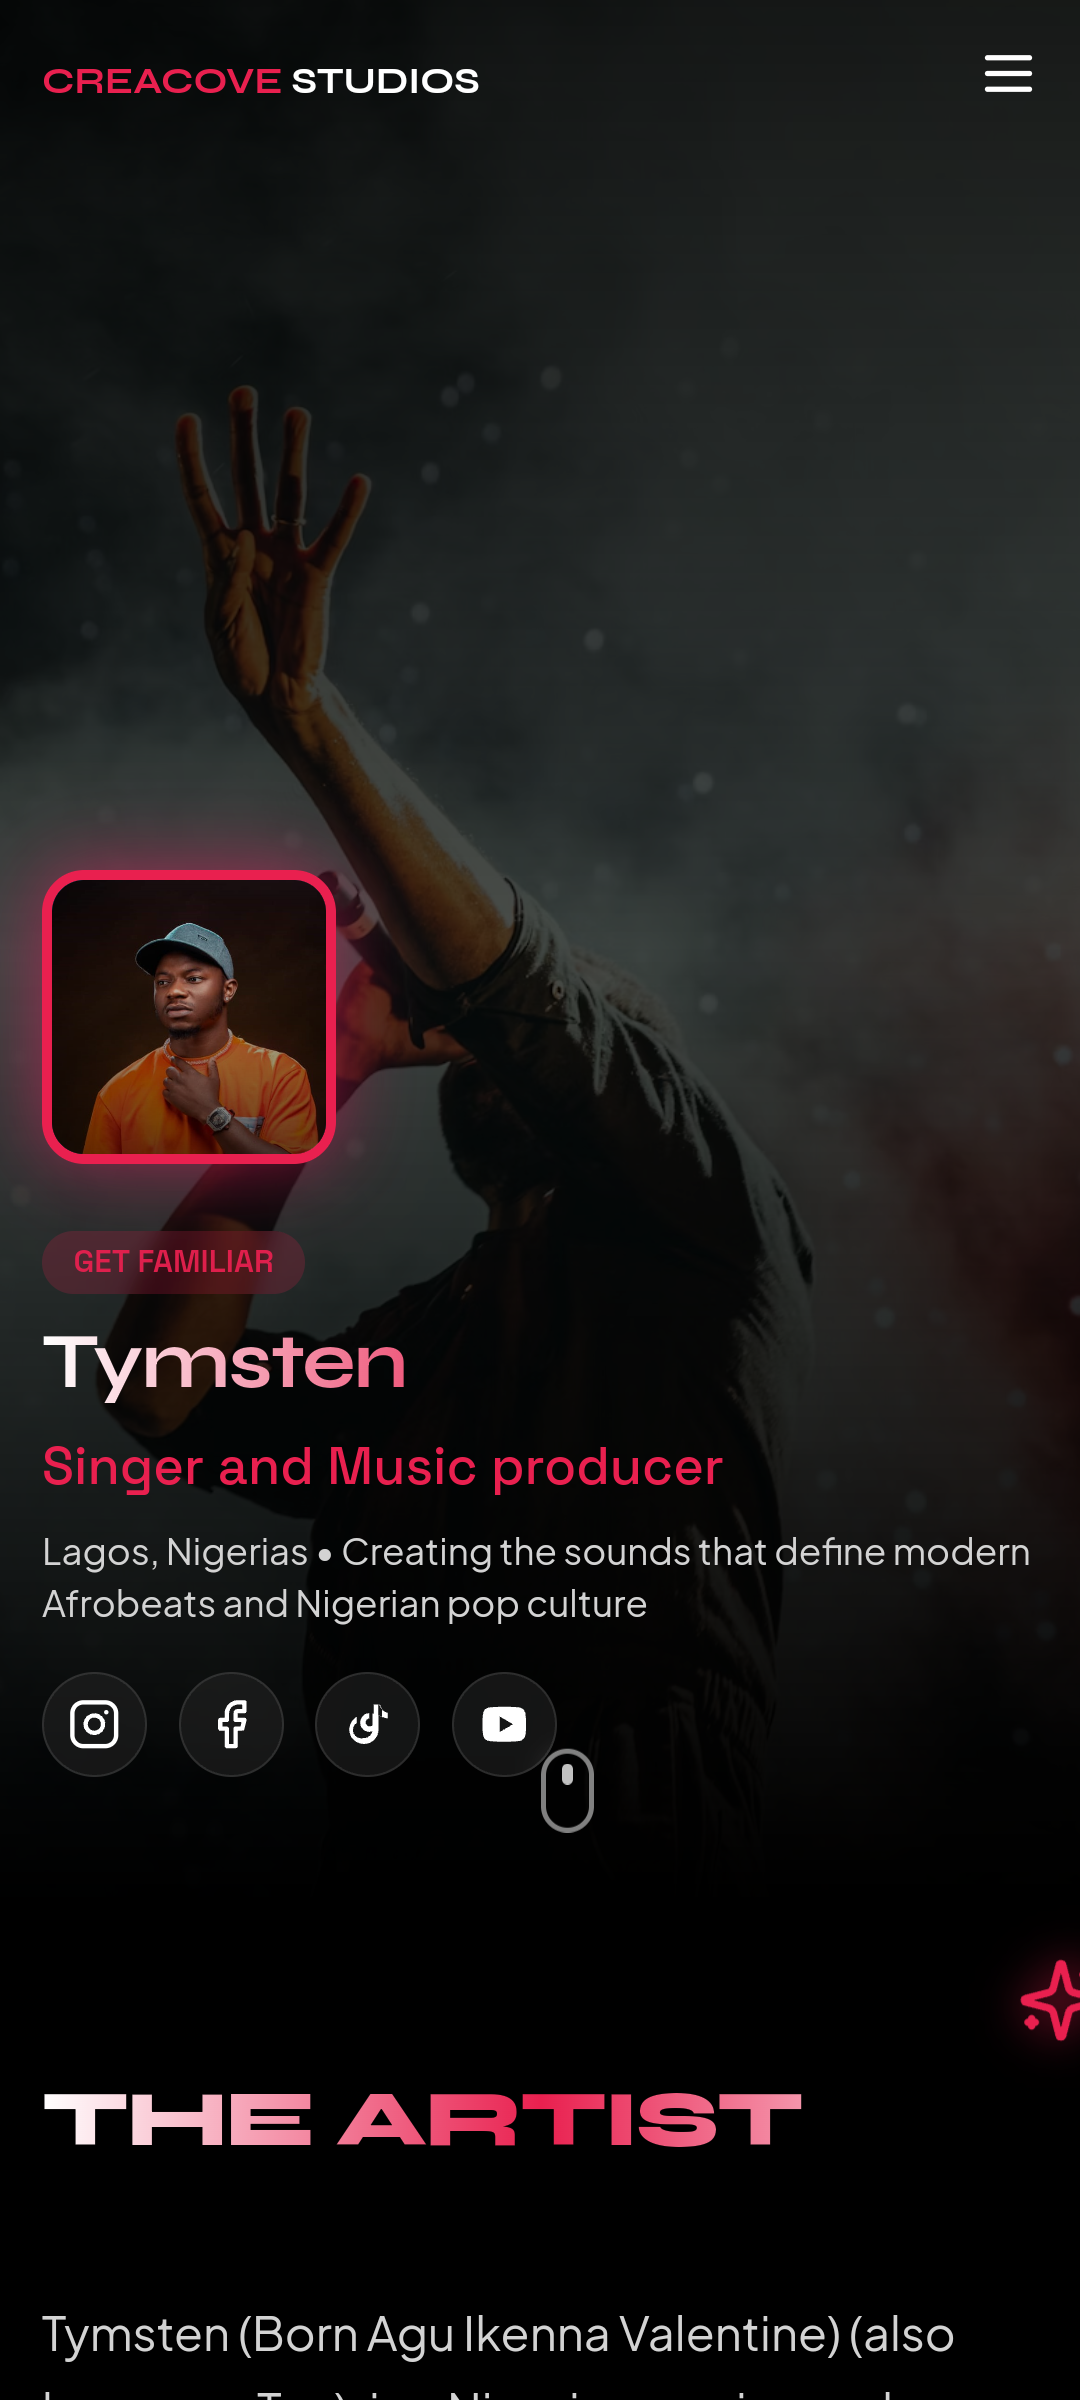 CREACOVE STUDIOS
GET FAMILIAR
Tymsten
Singer and Music producer
Lagos, Nigerias • Creating the sounds that define modern
Afrobeats and Nigerian pop culture
THE ARTIST
Tymsten (Born Agu Ikenna Valentine) (also